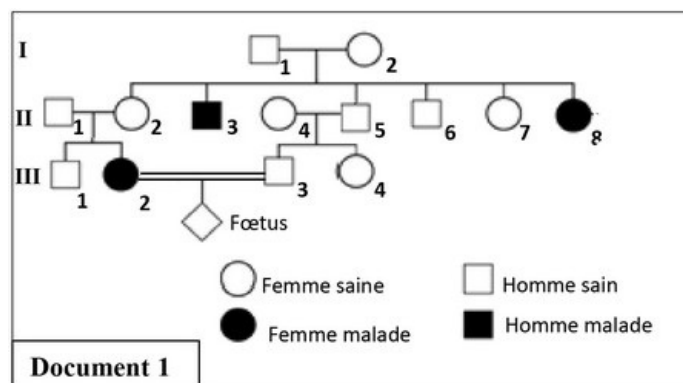 I
1 2
II
1 2 3 4 5 6 7 8
III
1 2 3 4
Fœtus
Femme saine Homme sain
Femme malade Homme malade
Document 1